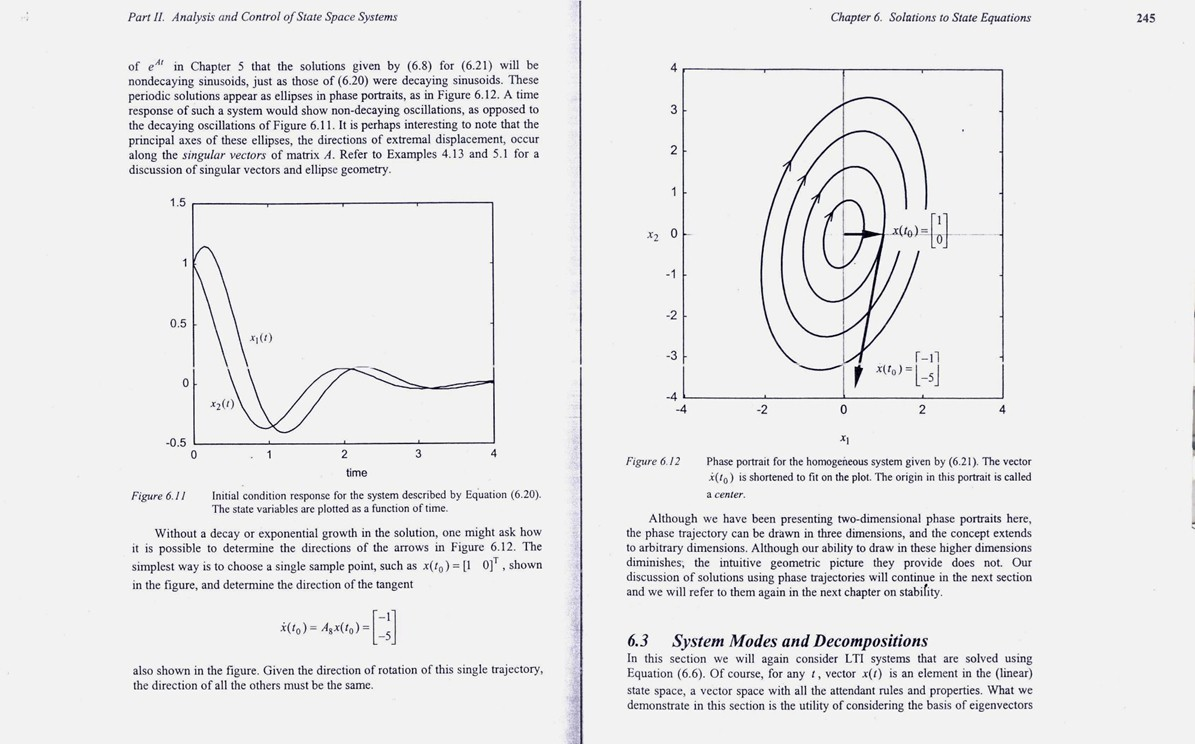 Part II. Analysis and Control of State Space Systems
of e^{At} in Chapter 5 that the solutions given by (6.8) for (6.21) will be
nondecaying sinusoids, just as those of (6.20) were decaying sinusoids. These
periodic solutions appear as ellipses in phase portraits, as in Figure 6.12. A time
response of such a system would show non-decaying oscillations, as opposed to
the decaying oscillations of Figure 6.11. It is perhaps interesting to note that the
principal axes of these ellipses, the directions of extremal displacement, occur
along the singular vectors of matrix A. Refer to Examples 4.13 and 5.1 for a
discussion of singular vectors and ellipse geometry.
1.5
1
0.5
x₁(t)
0
x₂(t)
-0.5
0 1 2 3 4
time
Figure 6.11 Initial condition response for the system described by Equation (6.20).
The state variables are plotted as a function of time.
Without a decay or exponential growth in the solution, one might ask how
it is possible to determine the directions of the arrows in Figure 6.12. The
simplest way is to choose a single sample point, such as x(t₀) = [1 0]ᵀ, shown
in the figure, and determine the direction of the tangent
ẋ(t₀) = A₈x(t₀) = [−1 −5]
also shown in the figure. Given the direction of rotation of this single trajectory,
the direction of all the others must be the same.
Chapter 6. Solutions to State Equations 245
4
3
2
1
x₂ 0 x(t₀) = [1 0]
-1
-2
-3 x(t₀) = [−1 −5]
-4
-4 -2 0 2 4
x₁
Figure 6.12 Phase portrait for the homogeneous system given by (6.21). The vector
ẋ(t₀) is shortened to fit on the plot. The origin in this portrait is called
a center.
Although we have been presenting two-dimensional phase portraits here,
the phase trajectory can be drawn in three dimensions, and the concept extends
to arbitrary dimensions. Although our ability to draw in these higher dimensions
diminishes, the intuitive geometric picture they provide does not. Our
discussion of solutions using phase trajectories will continue in the next section
and we will refer to them again in the next chapter on stability.
6.3 System Modes and Decompositions
In this section we will again consider LTI systems that are solved using
Equation (6.6). Of course, for any t, vector x(t) is an element in the (linear)
state space, a vector space with all the attendant rules and properties. What we
demonstrate in this section is the utility of considering the basis of eigenvectors